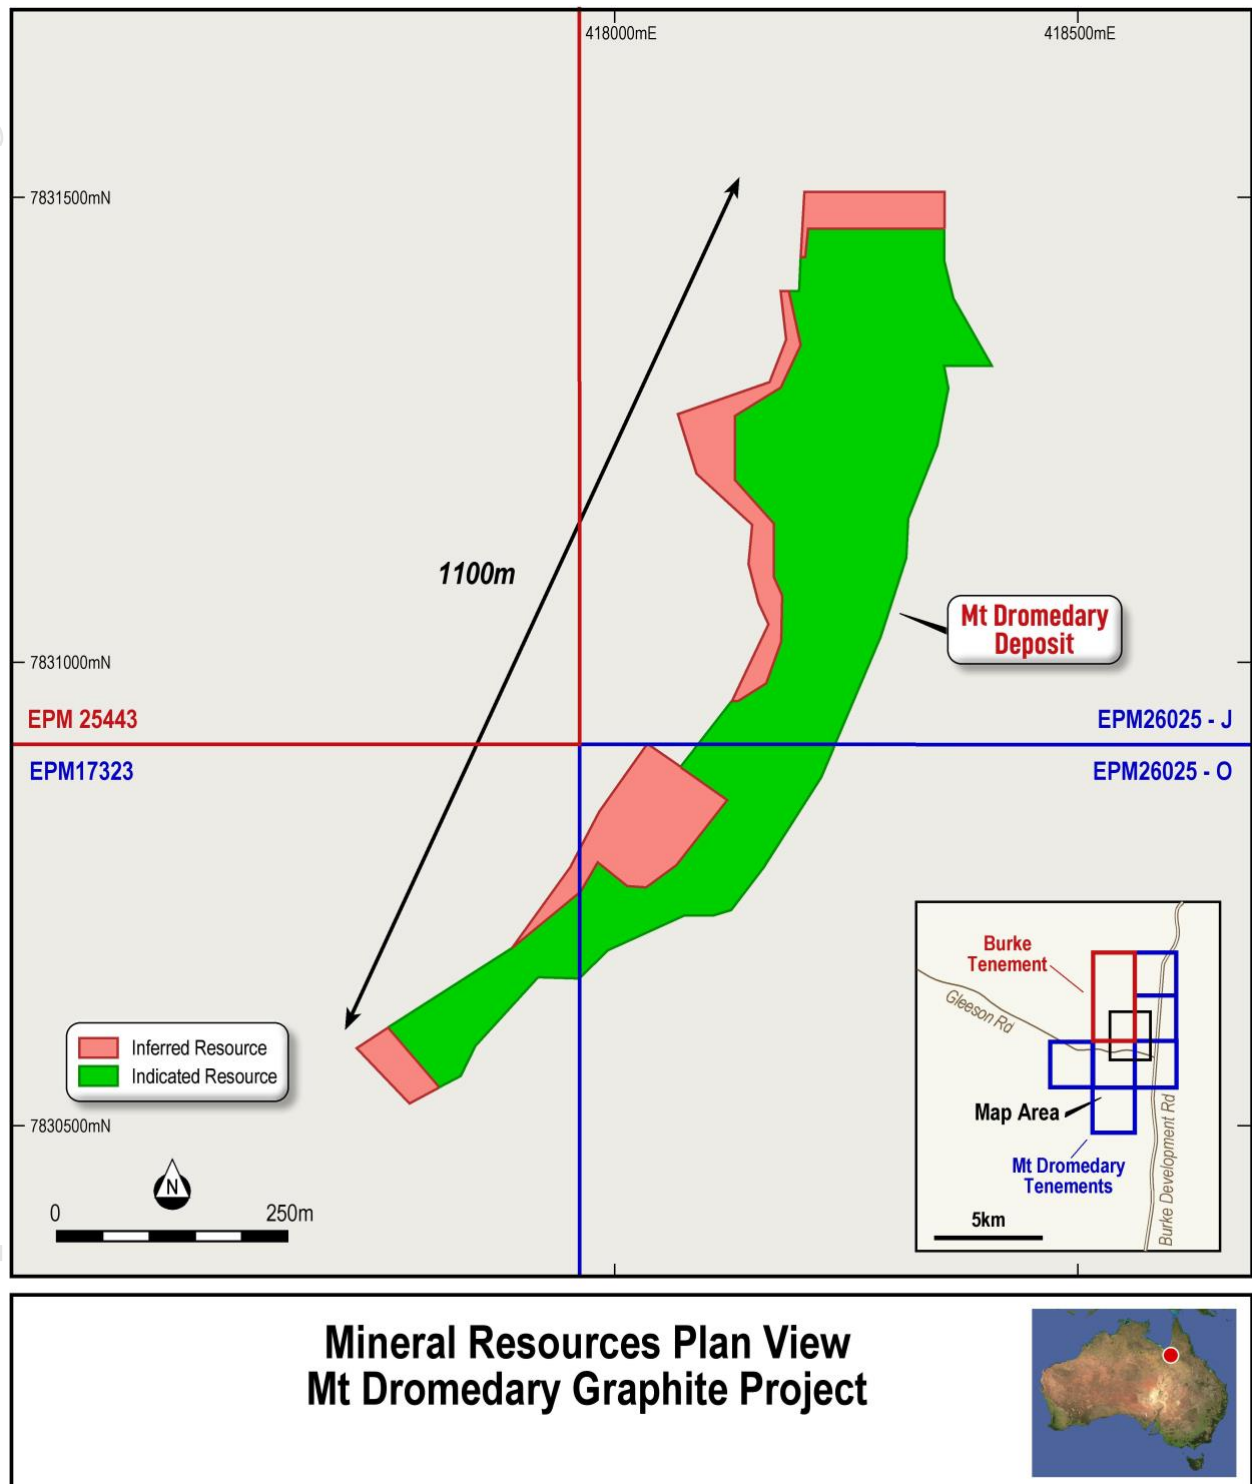 418000mE
418500mE
7831500mN
1100m
Mt Dromedary
Deposit
7831000mN
EPM 25443
EPM26025 - J
EPM17323
EPM26025 - O
Burke
Tenement
Gleeson Rd
Inferred Resource
Indicated Resource
Map Area
Burke Development Rd
7830500mN
Mt Dromedary
Tenements
N
0
250m
5km
Mineral Resources Plan View
Mt Dromedary Graphite Project